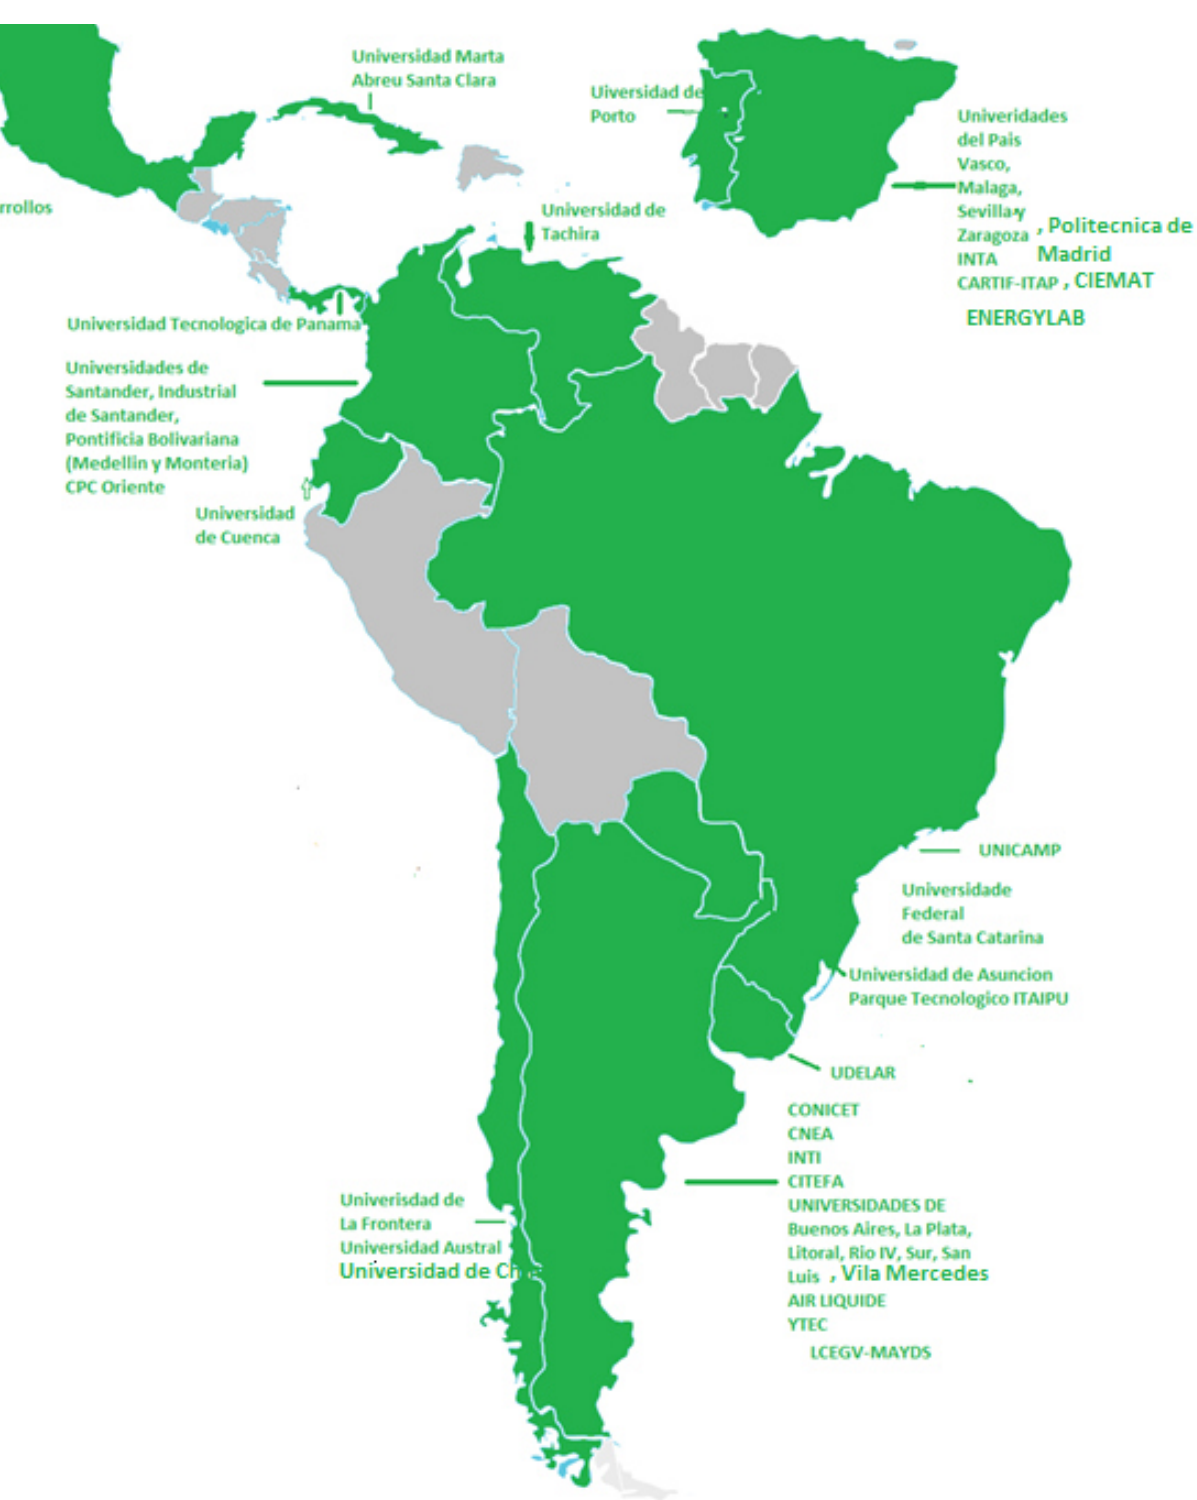 Universidad Marta
Abreu Santa Clara
Uiversidad de
Porto
Univeridades
del Pais
Vasco,
Malaga,
Sevilla y
Zaragoza , Politecnica de
Madrid
INTA
CARTIF-ITAP , CIEMAT
ENERGYLAB
rrollos
Universidad de
Tachira
Universidad Tecnologica de Panama
Universidades de
Santander, Industrial
de Santander,
Pontificia Bolivariana
(Medellin y Monteria)
CPC Oriente
Universidad
de Cuenca
UNICAMP
Universidade
Federal
de Santa Catarina
Universidad de Asuncion
Parque Tecnologico ITAIPU
UDELAR
CONICET
CNEA
INTI
CITEFA
UNIVERSIDADES DE
Buenos Aires, La Plata,
Litoral, Rio IV, Sur, San
Luis , Vila Mercedes
AIR LIQUIDE
YTEC
LCEGV-MAYDS
Univerisdad de
La Frontera
Universidad Austral
Universidad de